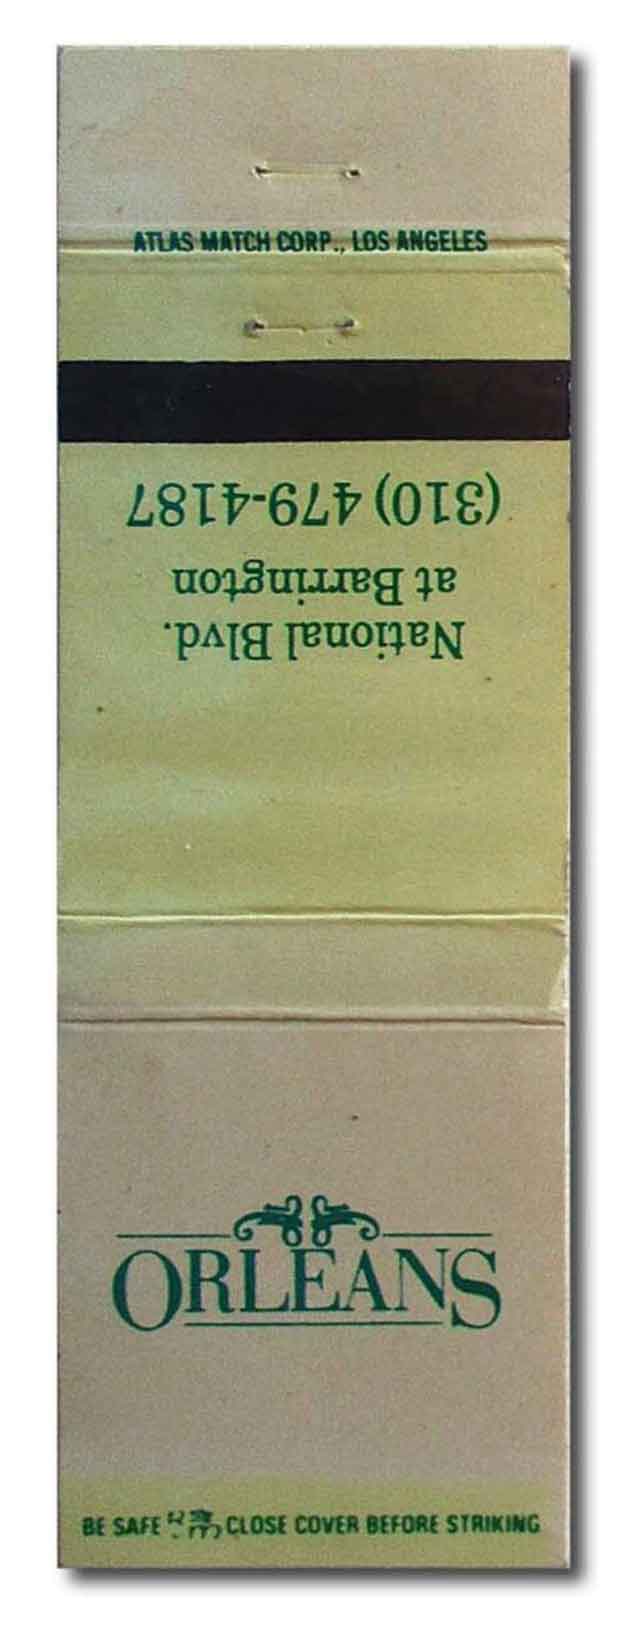 ATLAS MATCH CORP., LOS ANGELES
National Blvd.
at Barrington
(310) 479-4187
ORLEANS
BE SAFE CLOSE COVER BEFORE STRIKING